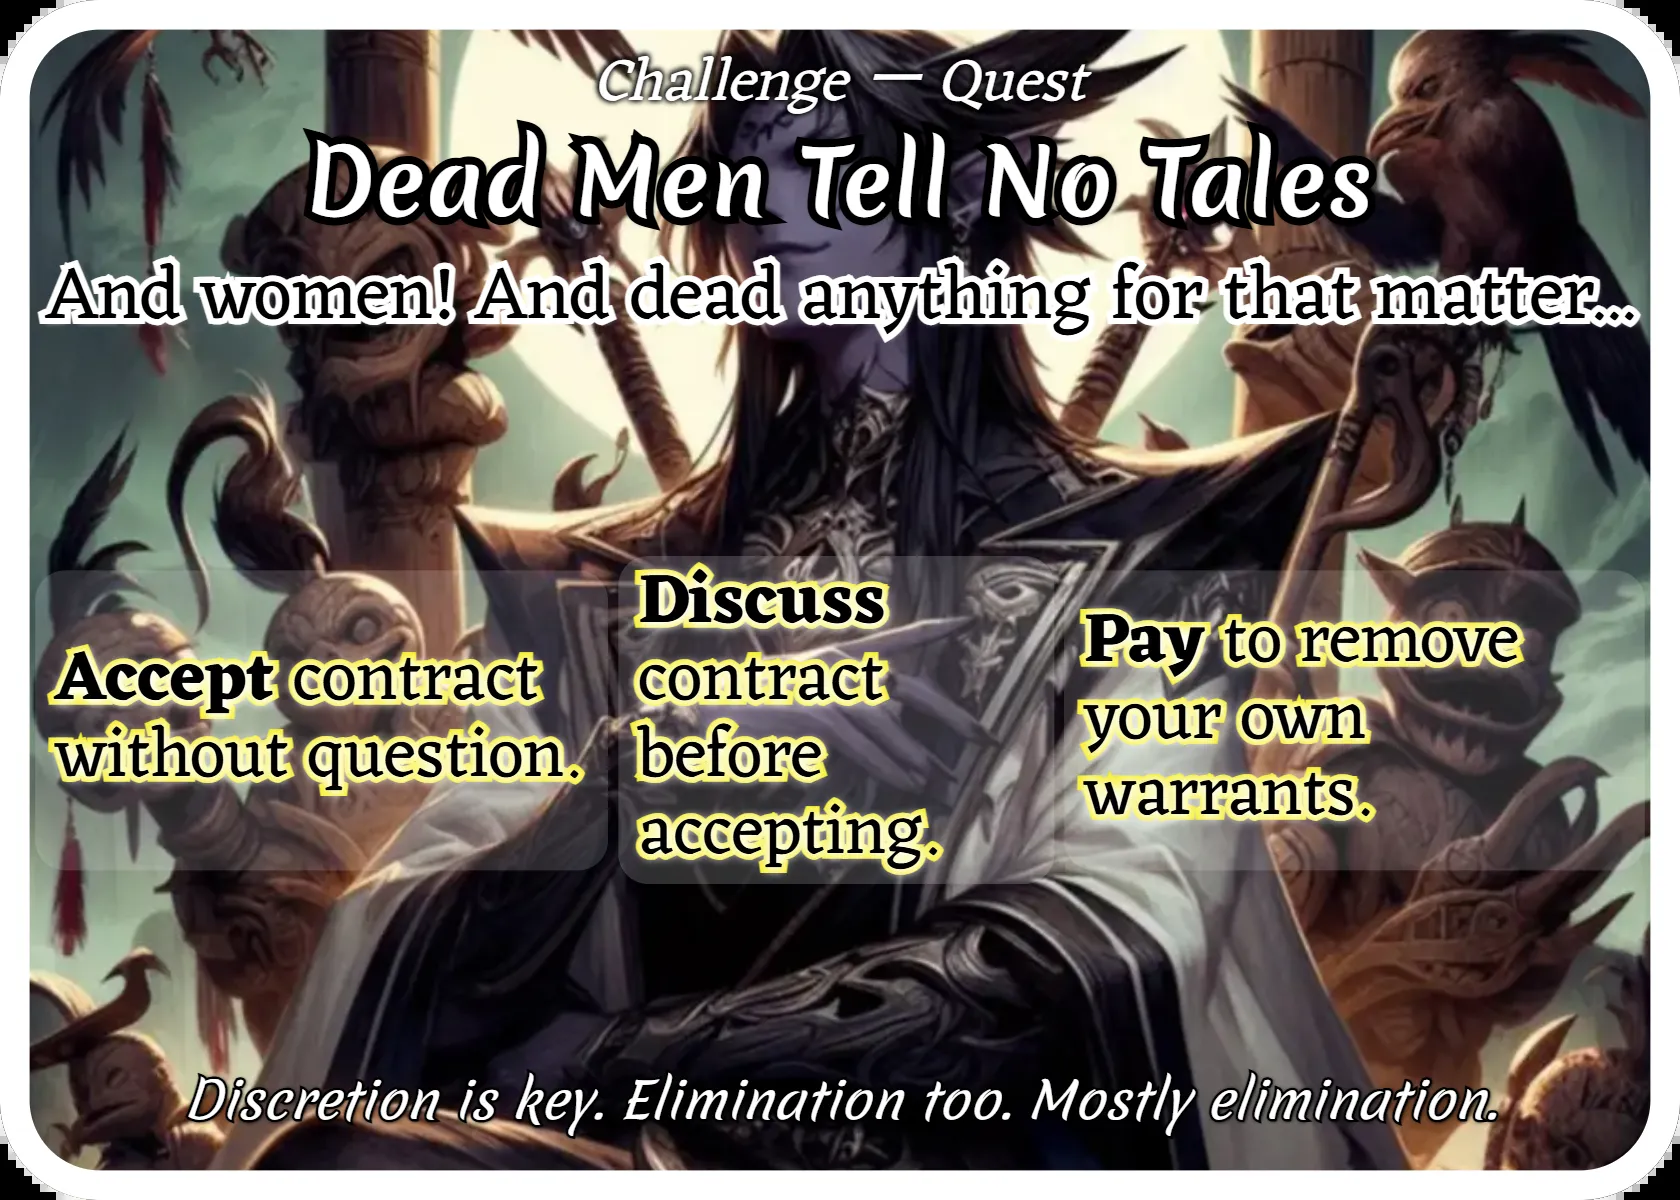 Challenge — Quest
Dead Men Tell No Tales
And women! And dead anything for that matter...
Accept contract
without question.
Discuss
contract
before
accepting.
Pay to remove
your own
warrants.
Discretion is key. Elimination too. Mostly elimination.